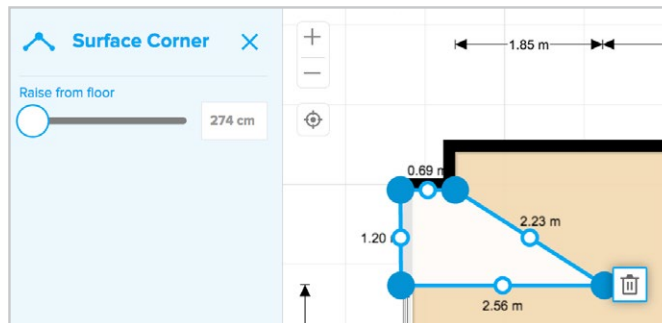 Surface Corner
Raise from floor
274 cm
1.85 m
0.69 m
2.23 m
1.20
2.56 m